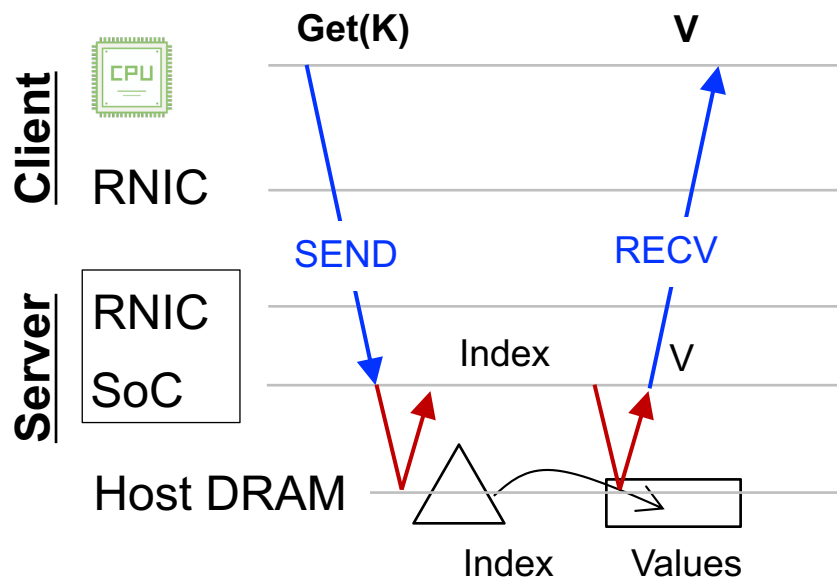 Get(K)
V
CPU
Client
RNIC
SEND
RECV
Server
RNIC
SoC
Index
V
Host DRAM
Index
Values